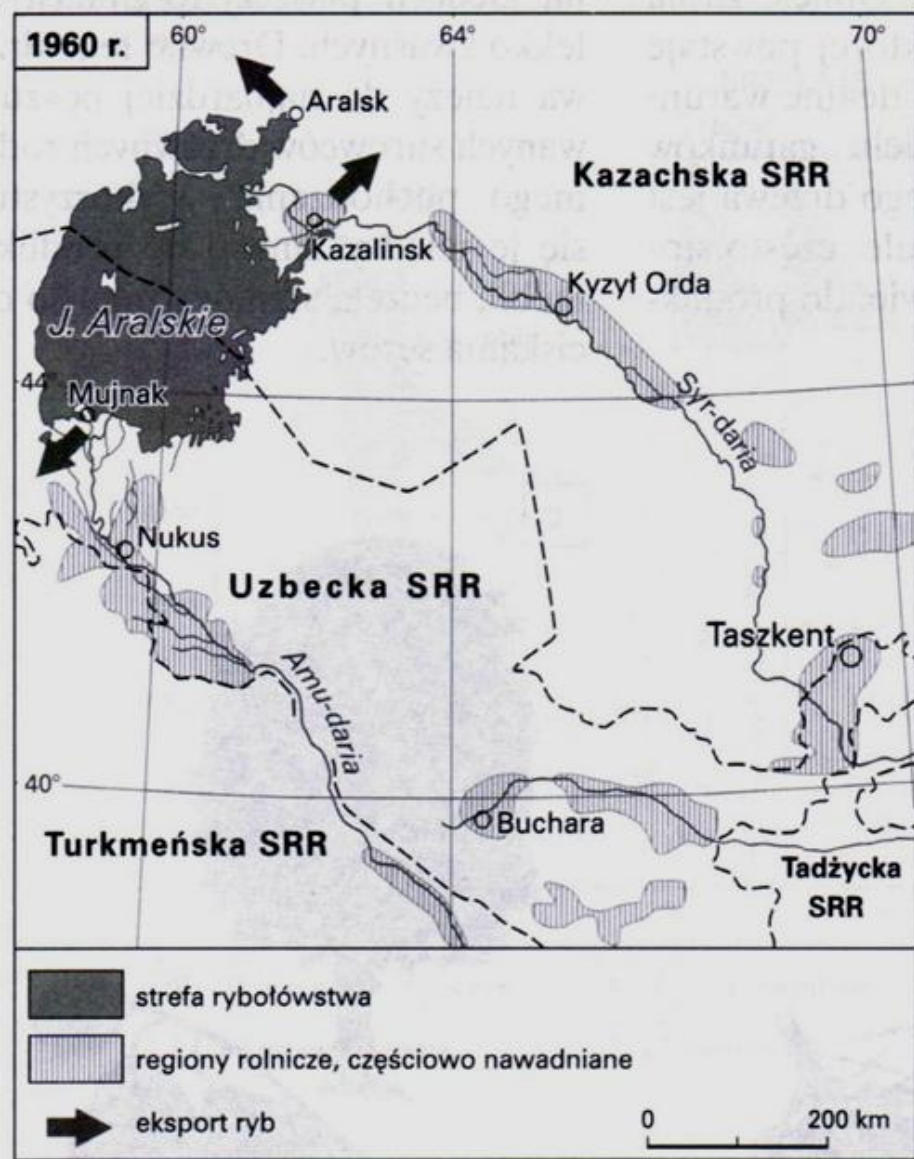 1960 r.
60°
64°
70°
Aralsk
Kazachska SRR
Kazalinsk
Kyzył Orda
J. Aralskie
44°
Mujnak
Syr-daria
Nukus
Uzbecka SRR
Taszkent
Amu-daria
40°
Buchara
Turkmeńska SRR
Tadżycka
SRR
strefa rybołówstwa
regiony rolnicze, częściowo nawadniane
eksport ryb
0 200 km